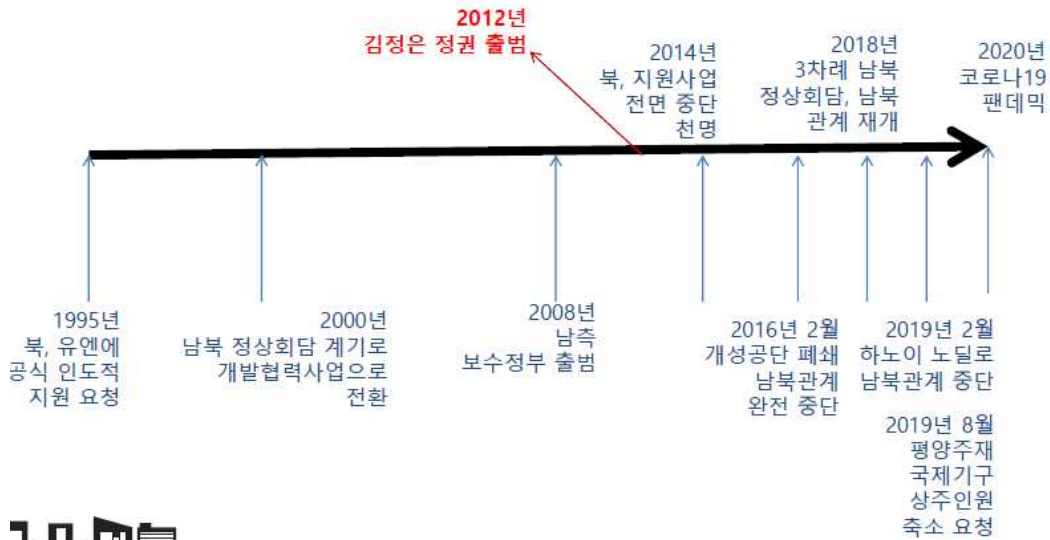 2012년
김정은 정권 출범
2014년
북, 지원사업
전면 중단
천명
2018년
3차례 남북
정상회담, 남북
관계 재개
2020년
코로나19
팬데믹
1995년
북, 유엔에
공식 인도적
지원 요청
2000년
남북 정상회담 계기로
개발협력사업으로
전환
2008년
남측
보수정부 출범
2016년 2월
개성공단 폐쇄
남북관계
완전 중단
2019년 2월
하노이 노딜로
남북관계 중단
2019년 8월
평양주재
국제기구
상주인원
축소 요청